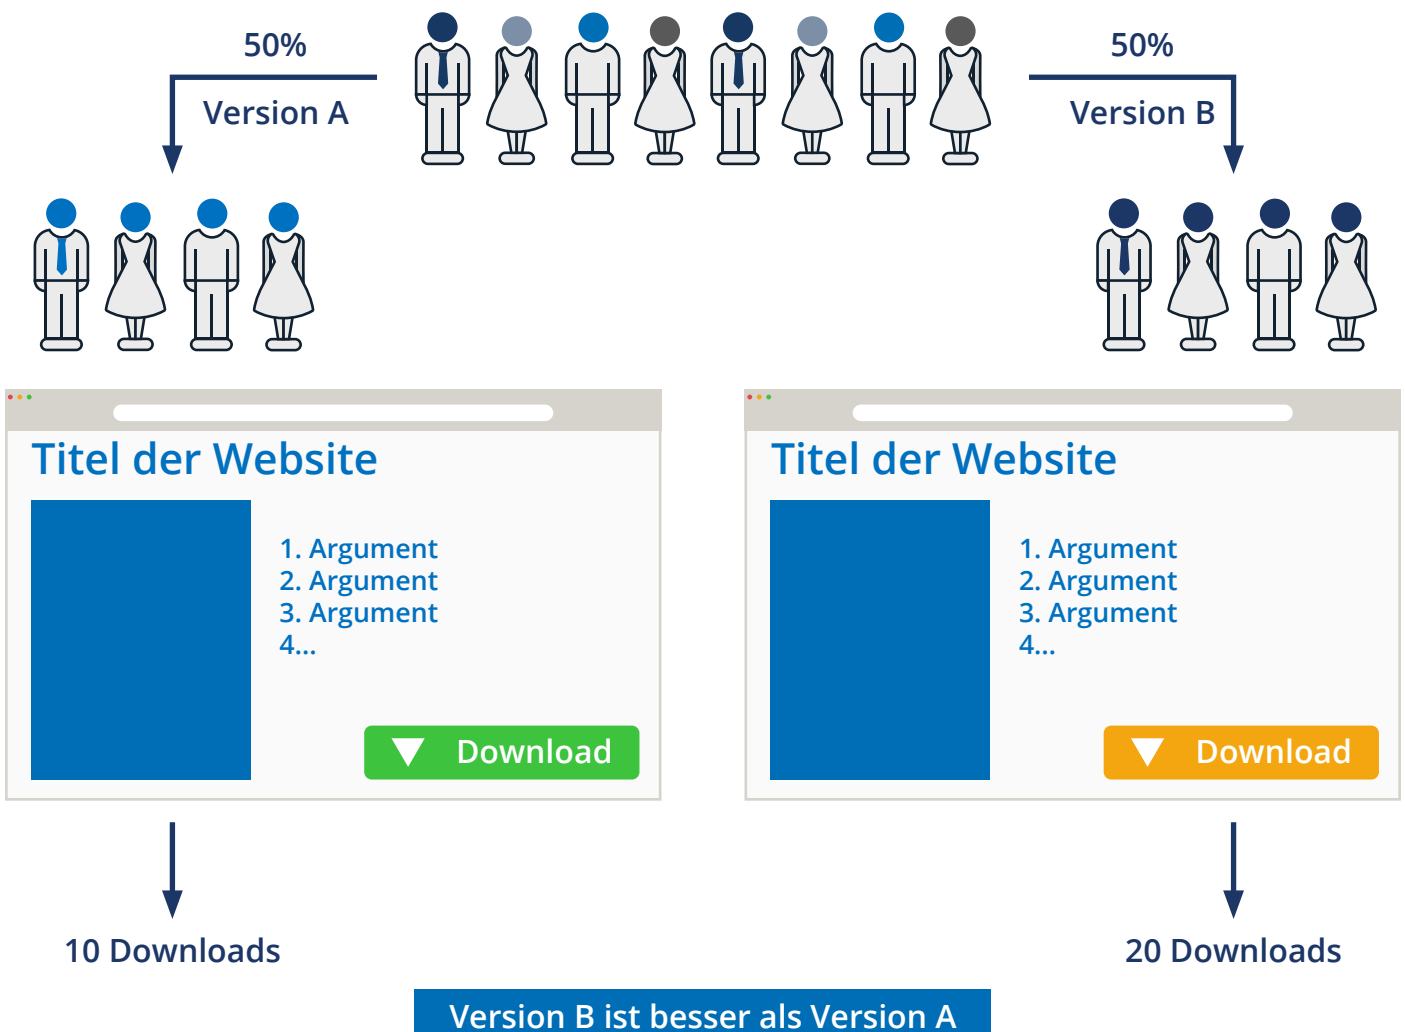 50%
Version A
50%
Version B
Titel der Website
1. Argument
2. Argument
3. Argument
4...
Download
Titel der Website
1. Argument
2. Argument
3. Argument
4...
Download
10 Downloads
20 Downloads
Version B ist besser als Version A